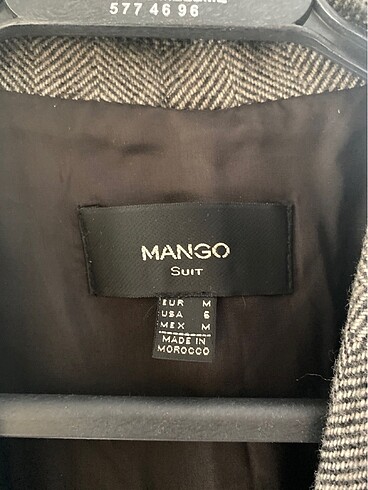 577 46 96
MANGO
SUIT
EUR M
USA 6
MEX M
MADE IN
MOROCCO